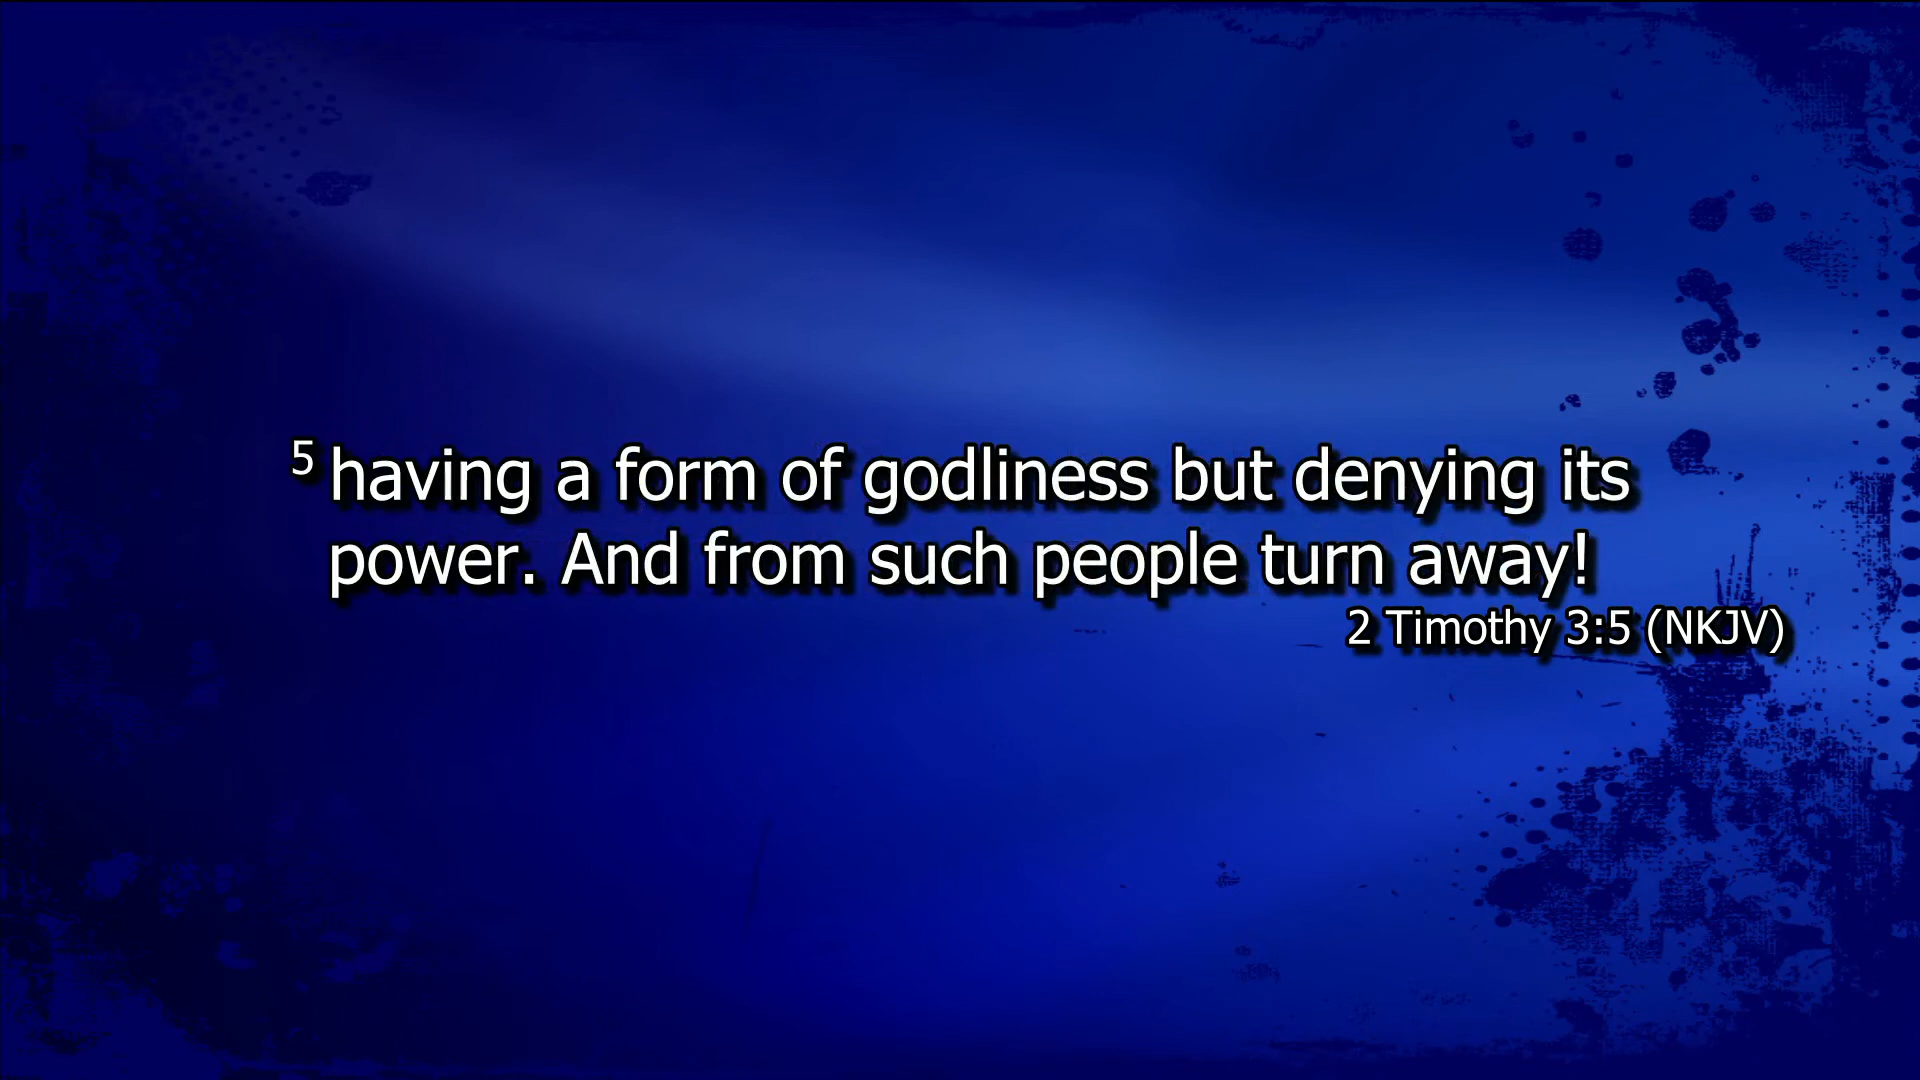 5 having a form of godliness but denying its
power. And from such people turn away!
2 Timothy 3:5 (NKJV)